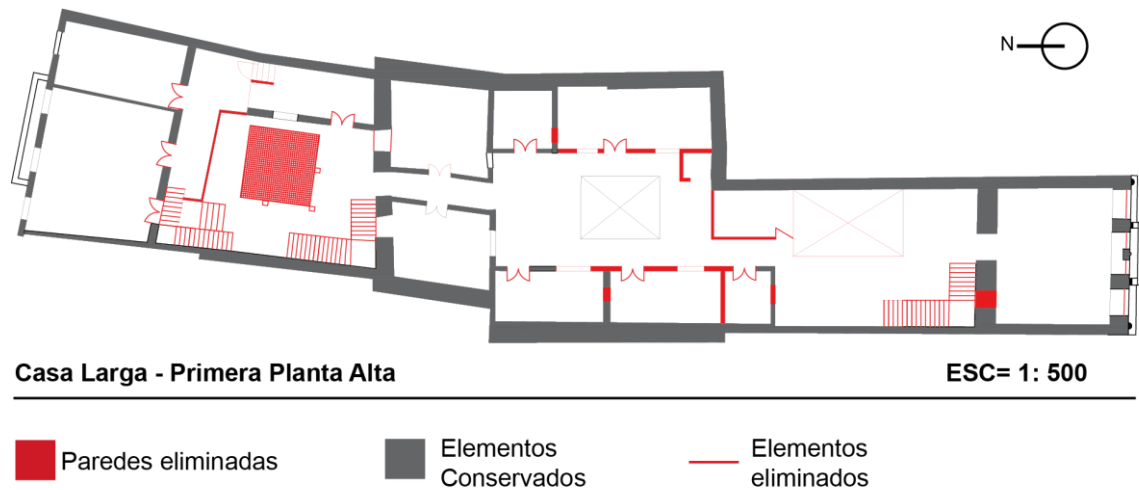 N
Casa Larga - Primera Planta Alta
ESC= 1: 500
Paredes eliminadas
Elementos
Conservados
Elementos
eliminados